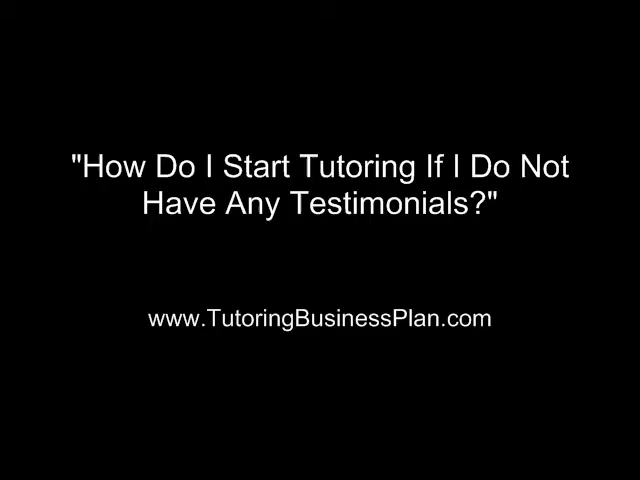 "How Do I Start Tutoring If I Do Not
Have Any Testimonials?"
www.TutoringBusinessPlan.com